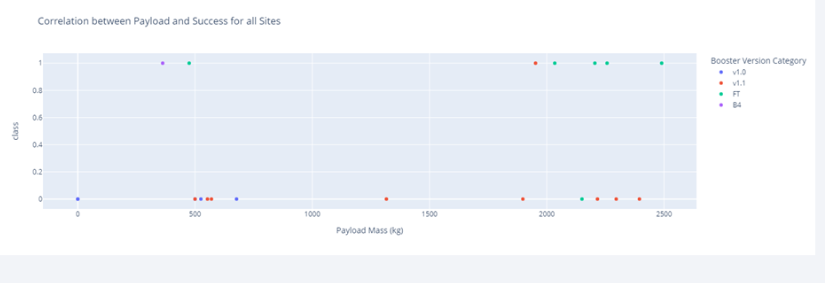 Correlation between Payload and Success for all Sites
Booster Version Category
v1.0
v1.1
FT
B4
1
0.8
0.6
0.4
0.2
0
class
0 500 1000 1500 2000 2500
Payload Mass (kg)